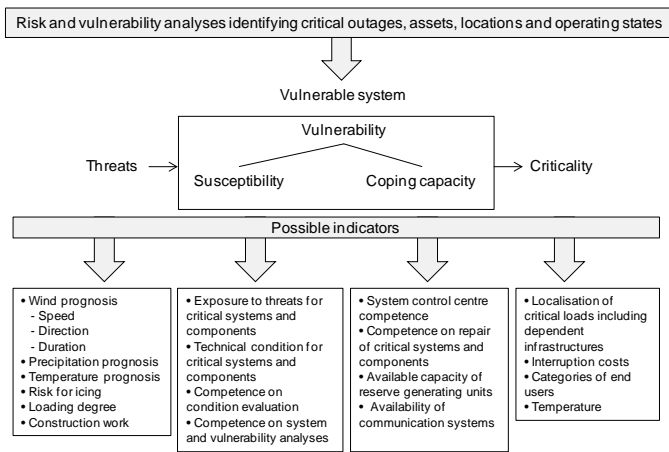 Risk and vulnerability analyses identifying critical outages, assets, locations and operating states
Vulnerable system
Vulnerability
Threats
Susceptibility
Coping capacity
Criticality
Possible indicators
• Wind prognosis
- Speed
- Direction
- Duration
• Precipitation prognosis
• Temperature prognosis
• Risk for icing
• Loading degree
• Construction work
• Exposure to threats for
critical systems and
components
• Technical condition for
critical systems and
components
• Competence on
condition evaluation
• Competence on system
and vulnerability analyses
• System control centre
competence
• Competence on repair
of critical systems and
components
• Available capacity of
reserve generating units
• Availability of
communication systems
• Localisation of
critical loads including
dependent
infrastructures
• Interruption costs
• Categories of end
users
• Temperature